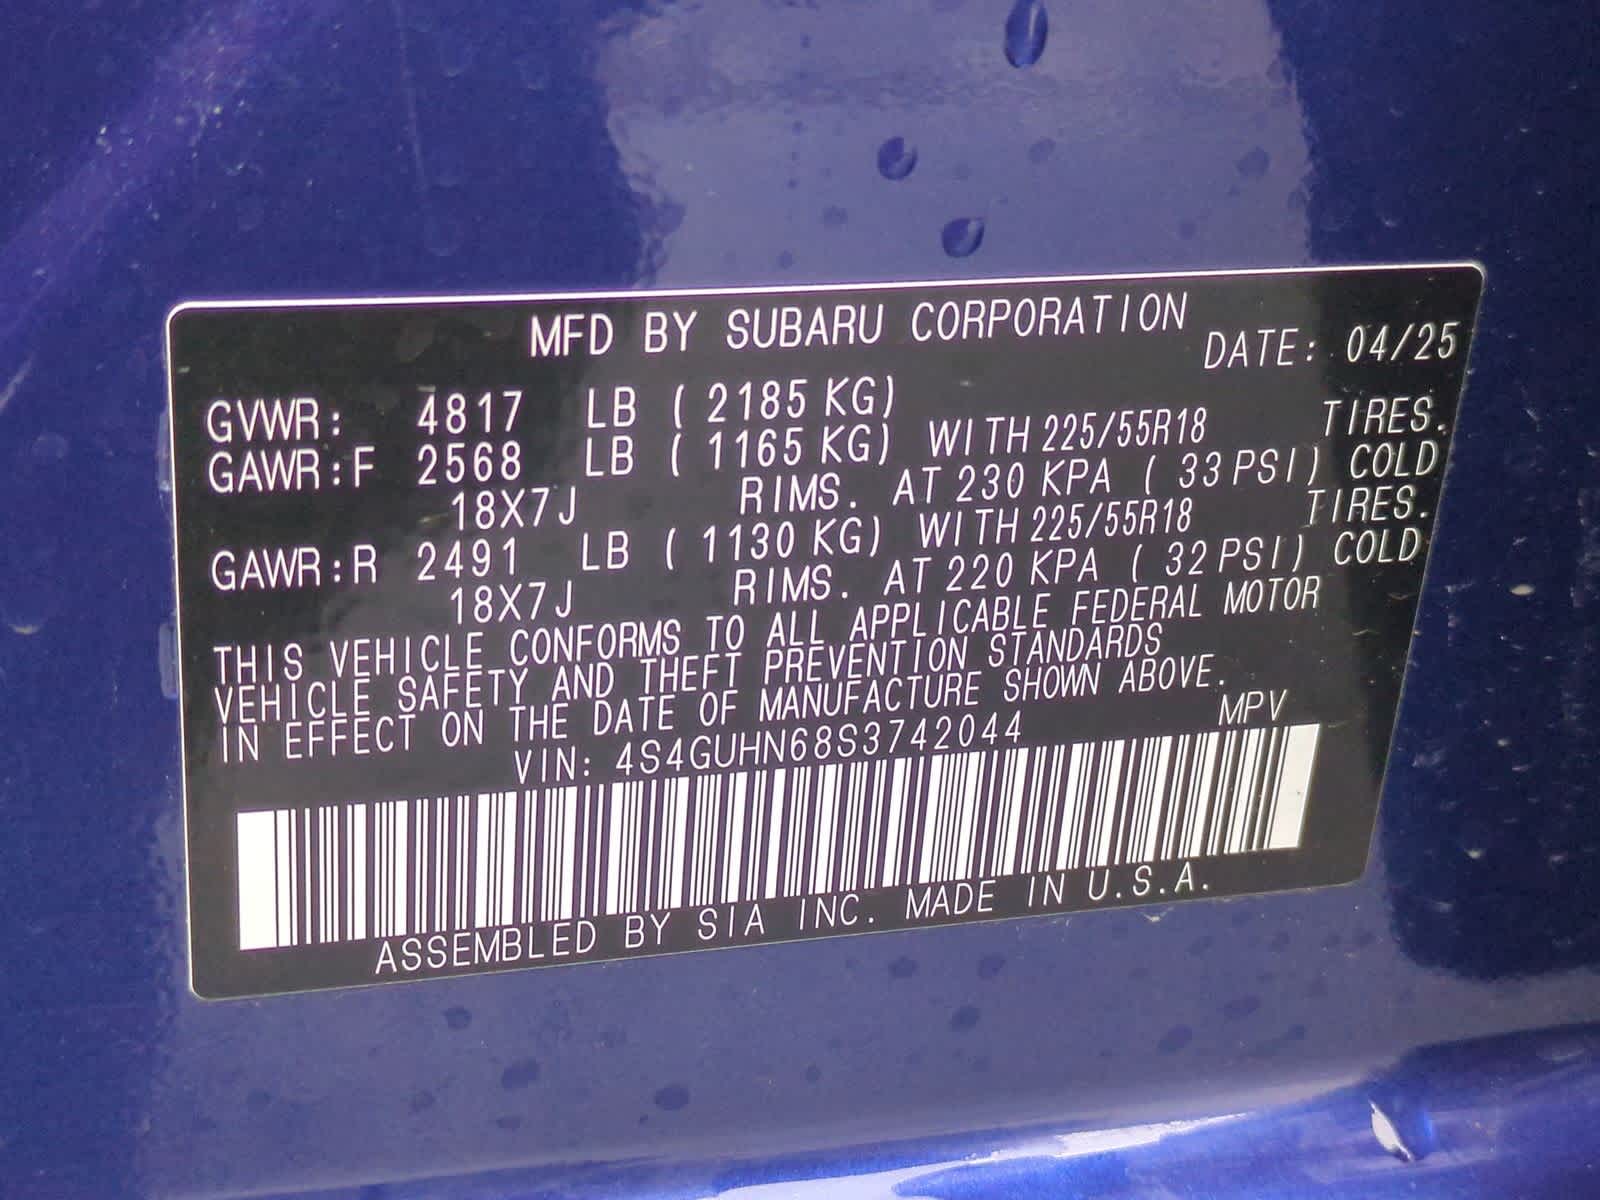 MFD BY SUBARU CORPORATION
DATE: 04/25
GVWR: 4817 LB ( 2185 KG)
GAWR:F 2568 LB ( 1165 KG) WITH 225/55R18 TIRES.
18X7J RIMS. AT 230 KPA ( 33 PSI) COLD
GAWR:R 2491 LB ( 1130 KG) WITH 225/55R18 TIRES.
18X7J RIMS. AT 220 KPA ( 32 PSI) COLD
THIS VEHICLE CONFORMS TO ALL APPLICABLE FEDERAL MOTOR
VEHICLE SAFETY AND THEFT PREVENTION STANDARDS
IN EFFECT ON THE DATE OF MANUFACTURE SHOWN ABOVE.
VIN: 4S4GUHN68S3742044 MPV
ASSEMBLED BY SIA INC. MADE IN U.S.A.